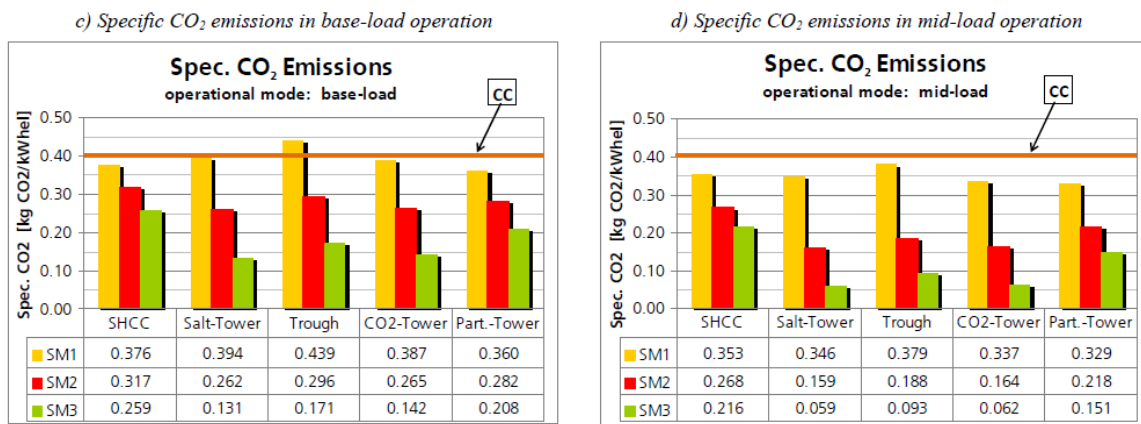 c) Specific CO₂ emissions in base-load operation
Spec. CO₂ Emissions
operational mode: base-load
CC
Spec. CO2 [kg CO2/kWhel]
0.50
0.40
0.30
0.20
0.10
0.00
SHCC Salt-Tower Trough CO2-Tower Part.-Tower
SM1 0.376 0.394 0.439 0.387 0.360
SM2 0.317 0.262 0.296 0.265 0.282
SM3 0.259 0.131 0.171 0.142 0.208
d) Specific CO₂ emissions in mid-load operation
Spec. CO₂ Emissions
operational mode: mid-load
CC
Spec. CO2 [kg CO2/kWhel]
0.50
0.40
0.30
0.20
0.10
0.00
SHCC Salt-Tower Trough CO2-Tower Part.-Tower
SM1 0.353 0.346 0.379 0.337 0.329
SM2 0.268 0.159 0.188 0.164 0.218
SM3 0.216 0.059 0.093 0.062 0.151